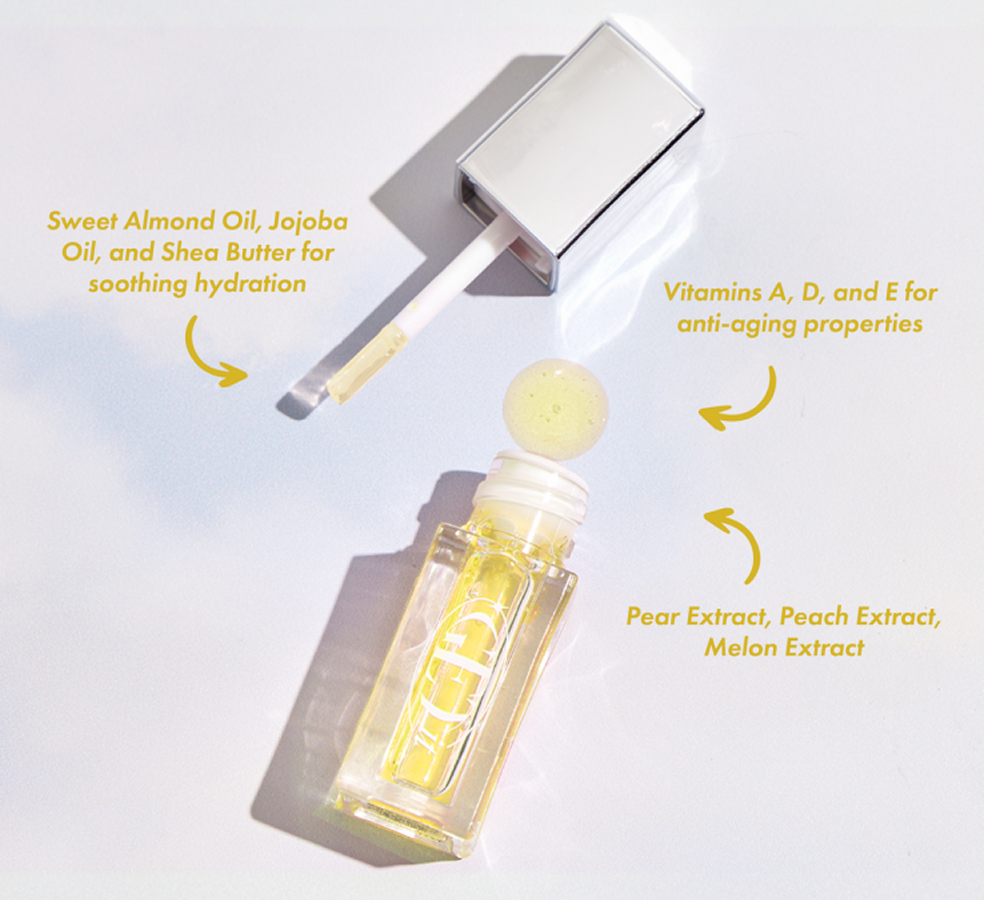 Sweet Almond Oil, Jojoba
Oil, and Shea Butter for
soothing hydration
Vitamins A, D, and E for
anti-aging properties
Pear Extract, Peach Extract,
Melon Extract